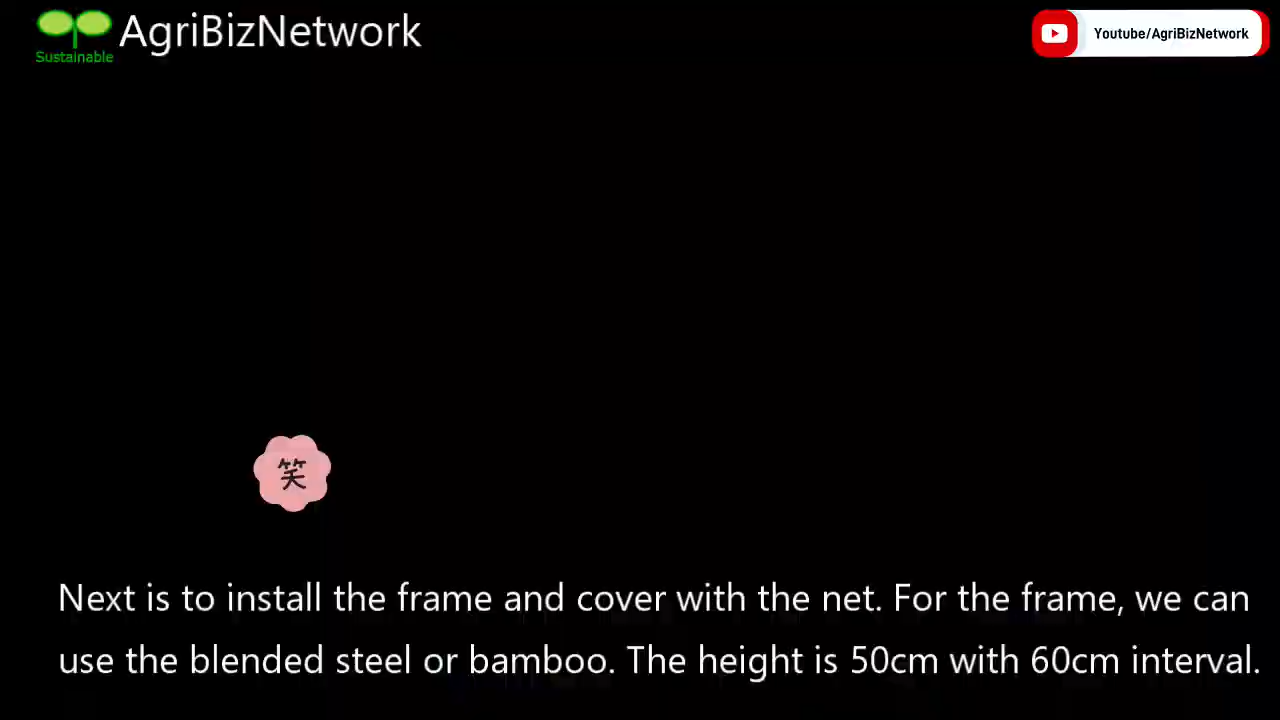 AgriBizNetwork
Sustainable
Youtube/AgriBizNetwork
笑
Next is to install the frame and cover with the net. For the frame, we can
use the blended steel or bamboo. The height is 50cm with 60cm interval.